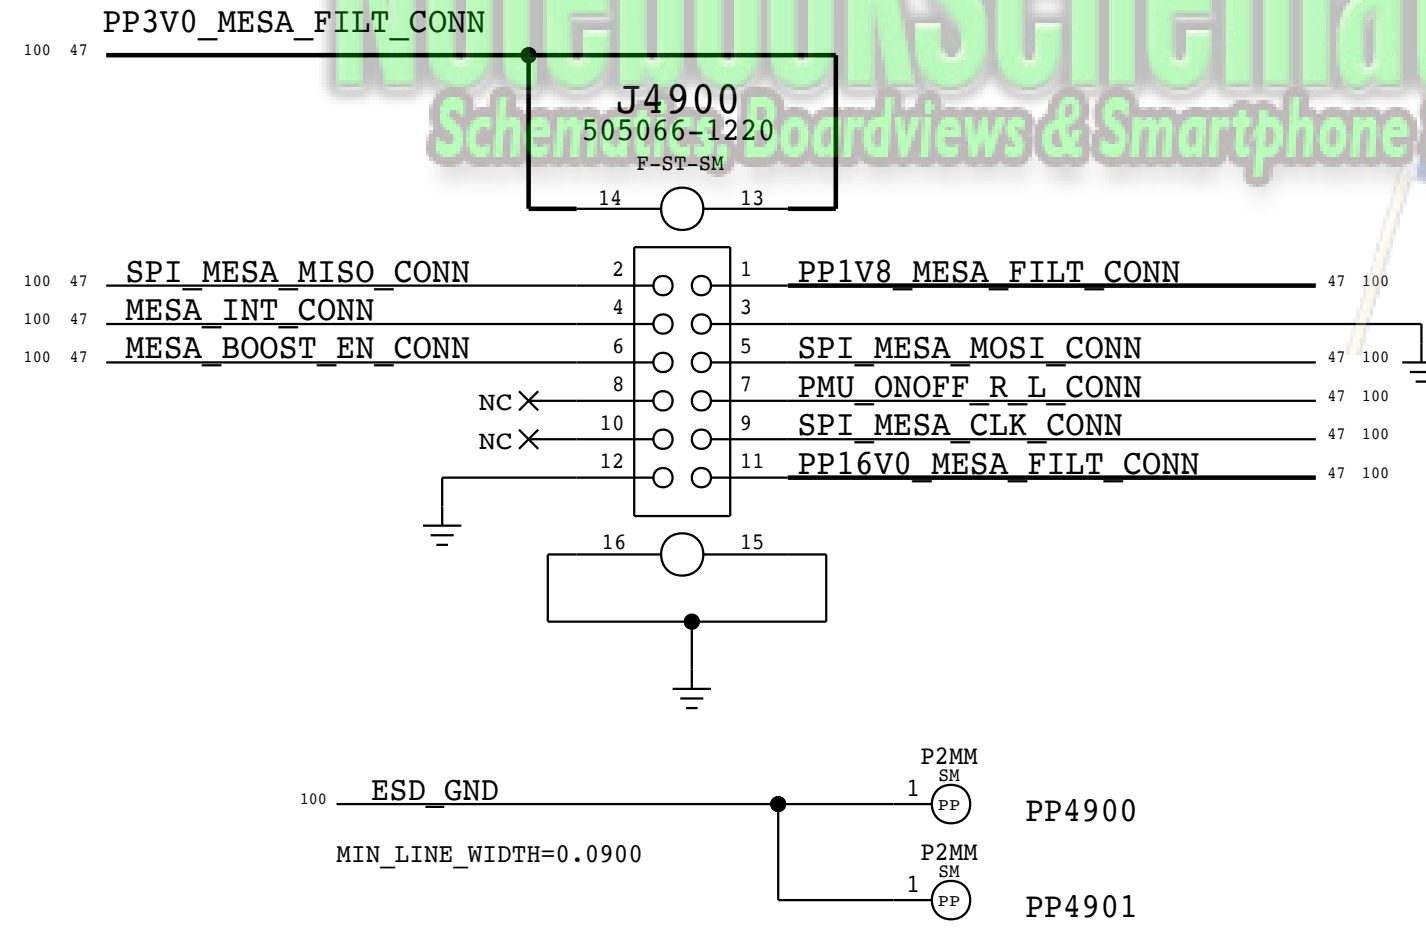 PP3V0_MESA_FILT_CONN
100 47
J4900
505066-1220
F-ST-SM
Schematics, Boardviews & Smartphone
14 13
SPI_MESA_MISO_CONN 2 1 PP1V8_MESA_FILT_CONN
100 47 47 100
MESA_INT_CONN 4 3
100 47
MESA_BOOST_EN_CONN 6 5 SPI_MESA_MOSI_CONN
100 47 47 100
NC 8 7 PMU_ONOFF_R_L_CONN 47 100
NC 10 9 SPI_MESA_CLK_CONN 47 100
12 11 PP16V0_MESA_FILT_CONN 47 100
16 15
P2MM
SM
100 ESD_GND 1 PP PP4900
MIN_LINE_WIDTH=0.0900
P2MM
SM
1 PP PP4901